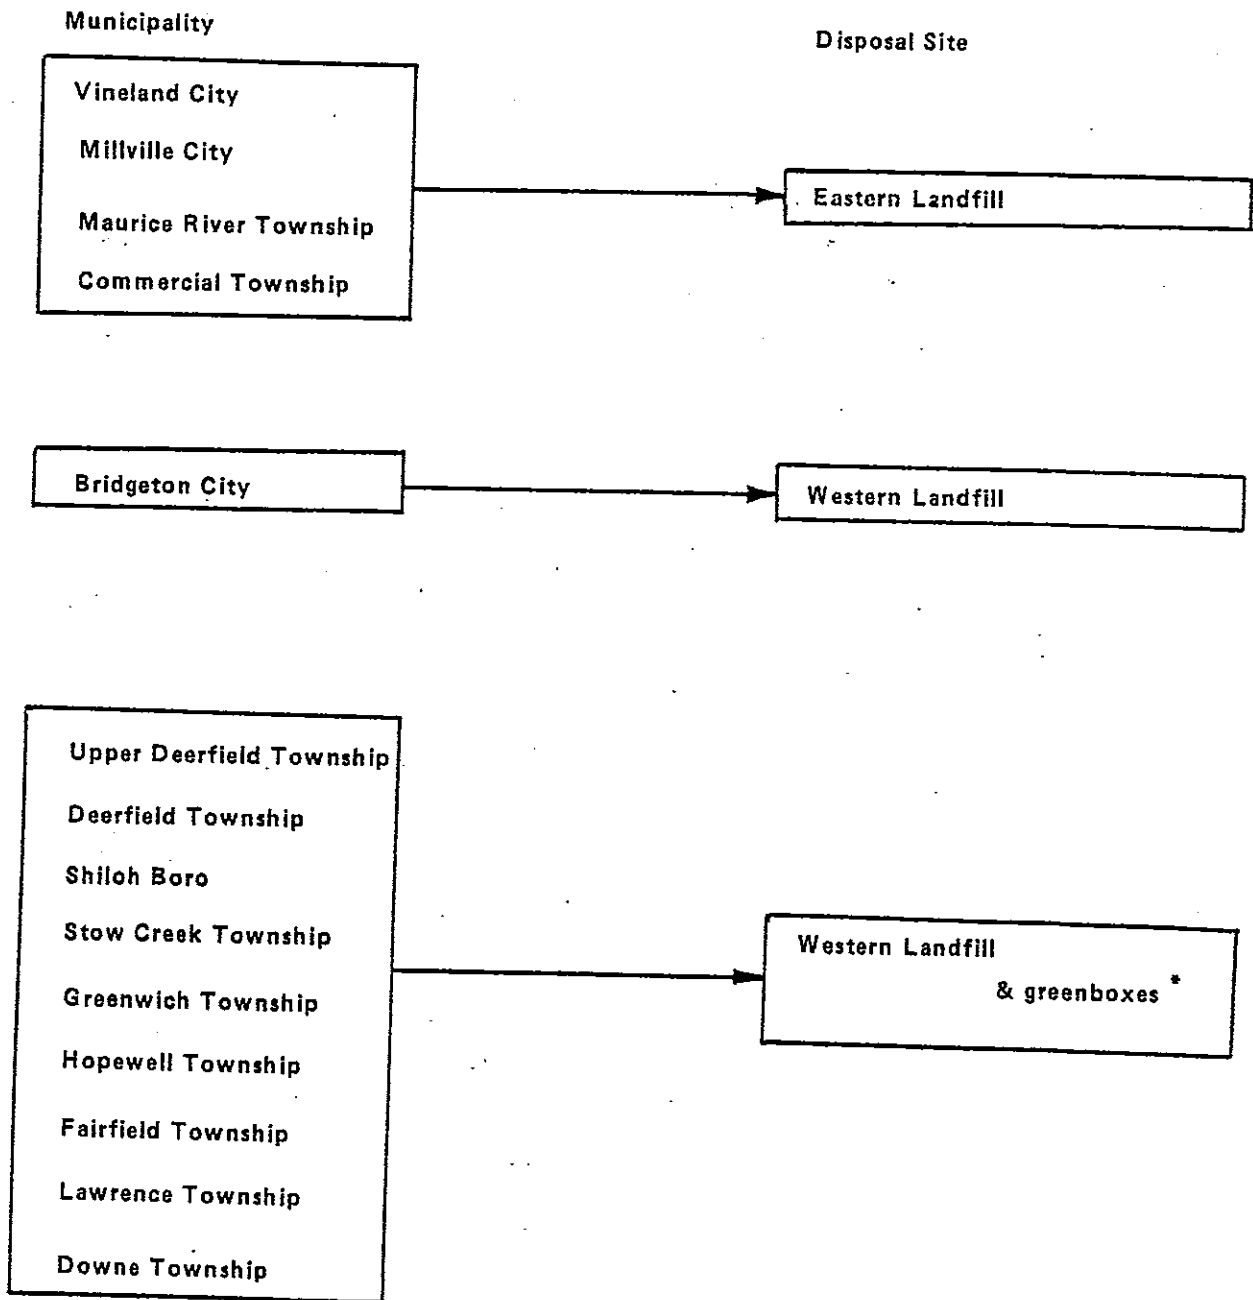 Municipality
Disposal Site
Vineland City
Millville City
Maurice River Township
Commercial Township
Eastern Landfill
Bridgeton City
Western Landfill
Upper Deerfield Township
Deerfield Township
Shiloh Boro
Stow Creek Township
Greenwich Township
Hopewell Township
Fairfield Township
Lawrence Township
Downe Township
Western Landfill
& greenboxes *